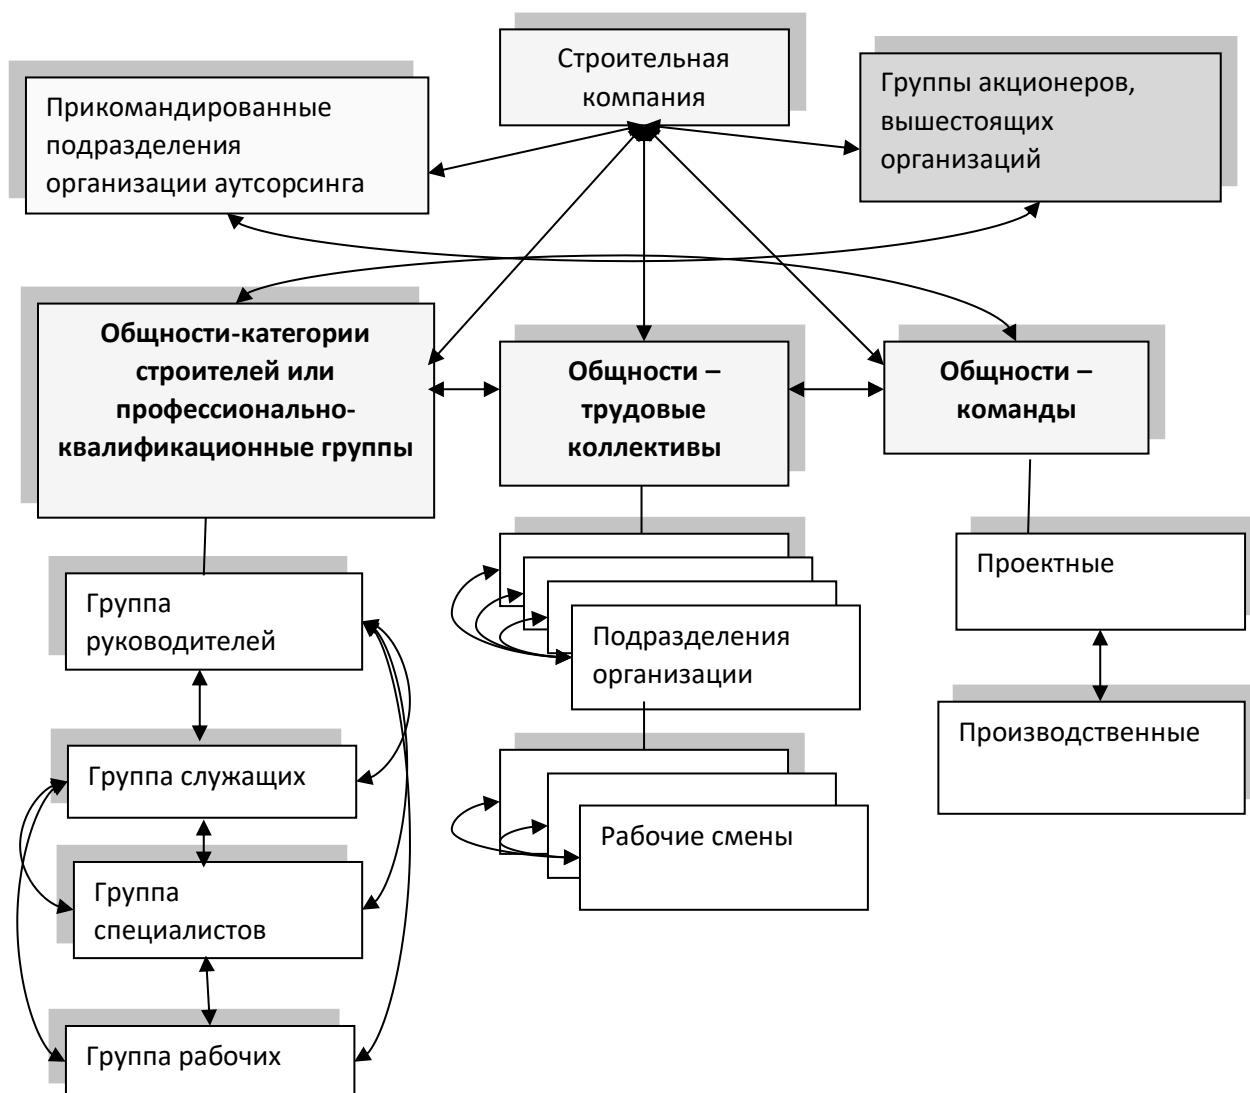 Строительная
компания
Прикомандированные
подразделения
организации аутсорсинга
Группы акционеров,
вышестоящих
организаций
Общности-категории
строителей или
профессионально-
квалификационные группы
Общности –
трудовые
коллективы
Общности –
команды
Группа
руководителей
Группа служащих
Группа
специалистов
Группа рабочих
Подразделения
организации
Рабочие смены
Проектные
Производственные